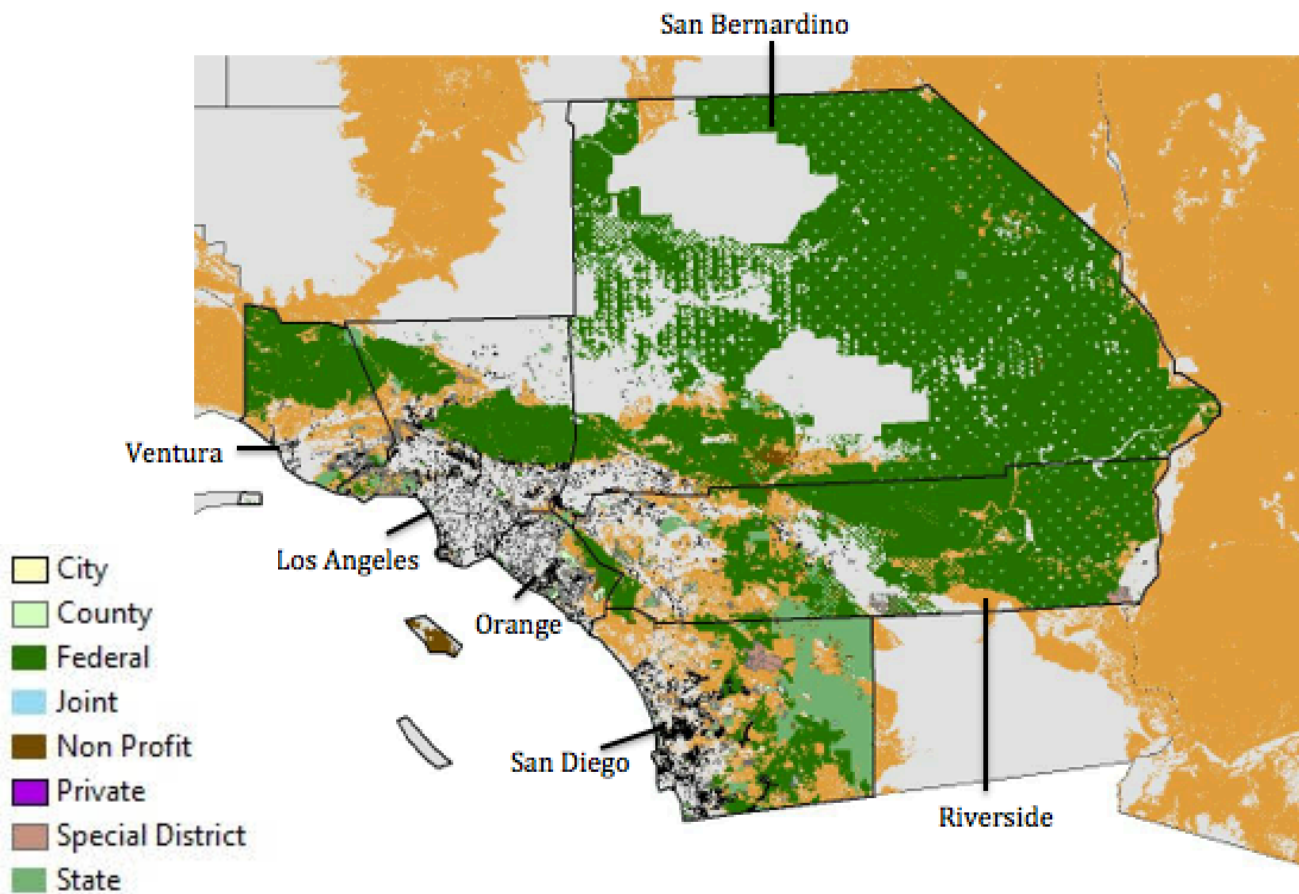 San Bernardino
Ventura
Los Angeles
Orange
San Diego
Riverside
City
County
Federal
Joint
Non Profit
Private
Special District
State